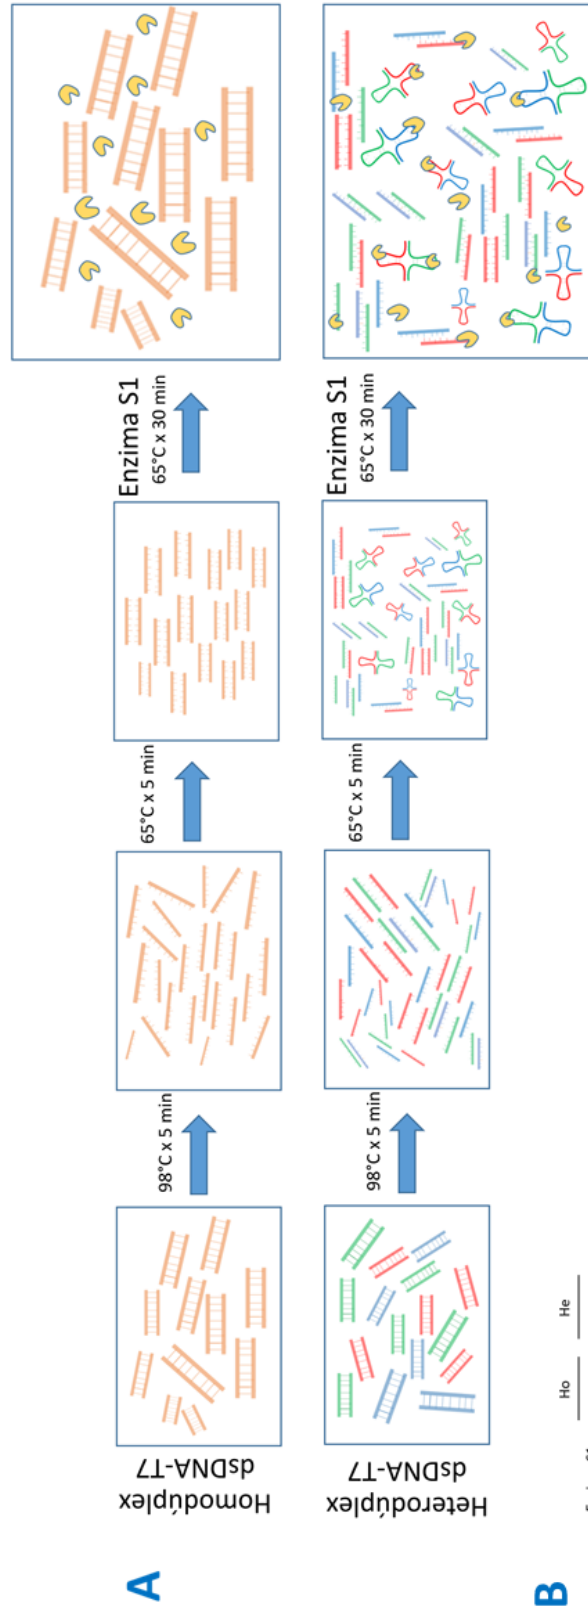 A
Homodúplex
dsDNA-T7
98°C x 5 min
65°C x 5 min
Enzima S1
65°C x 30 min
Heterodúplex
dsDNA-T7
98°C x 5 min
65°C x 5 min
Enzima S1
65°C x 30 min
B
Ho
He